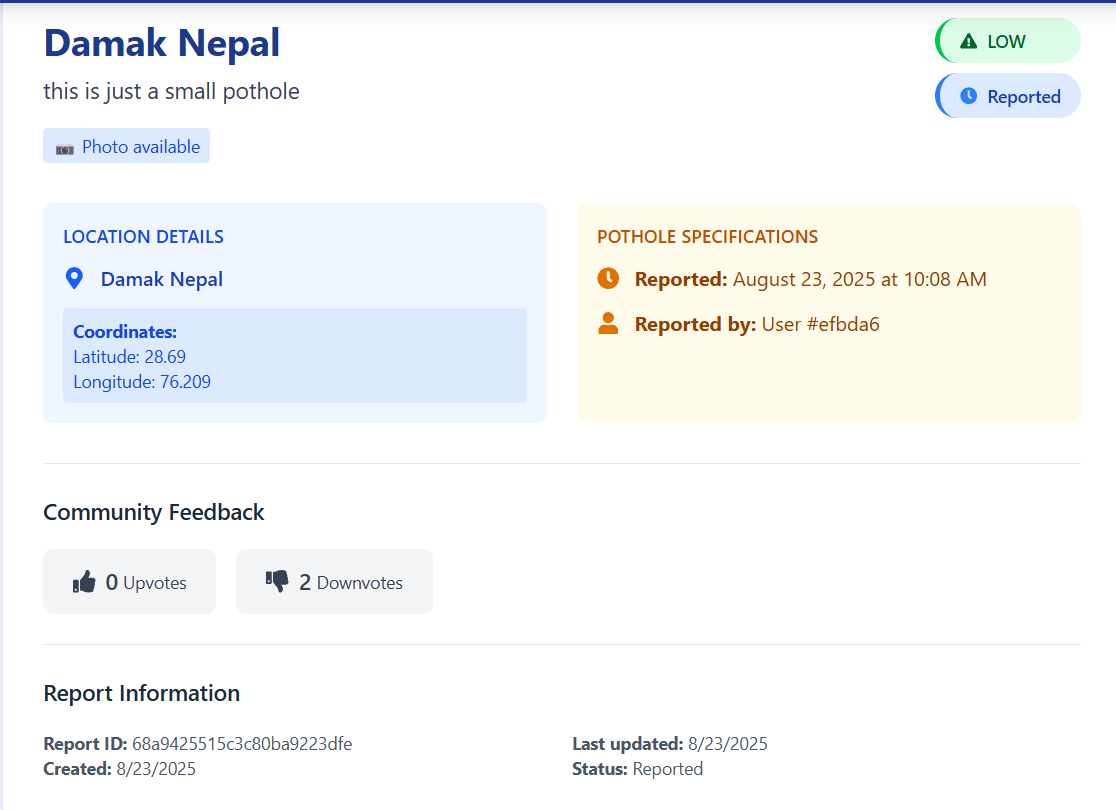 Damak Nepal
LOW
this is just a small pothole
Reported
Photo available
LOCATION DETAILS
Damak Nepal
Coordinates:
Latitude: 28.69
Longitude: 76.209
POTHOLE SPECIFICATIONS
Reported: August 23, 2025 at 10:08 AM
Reported by: User #efbda6
Community Feedback
0 Upvotes
2 Downvotes
Report Information
Report ID: 68a9425515c3c80ba9223dfe
Created: 8/23/2025
Last updated: 8/23/2025
Status: Reported